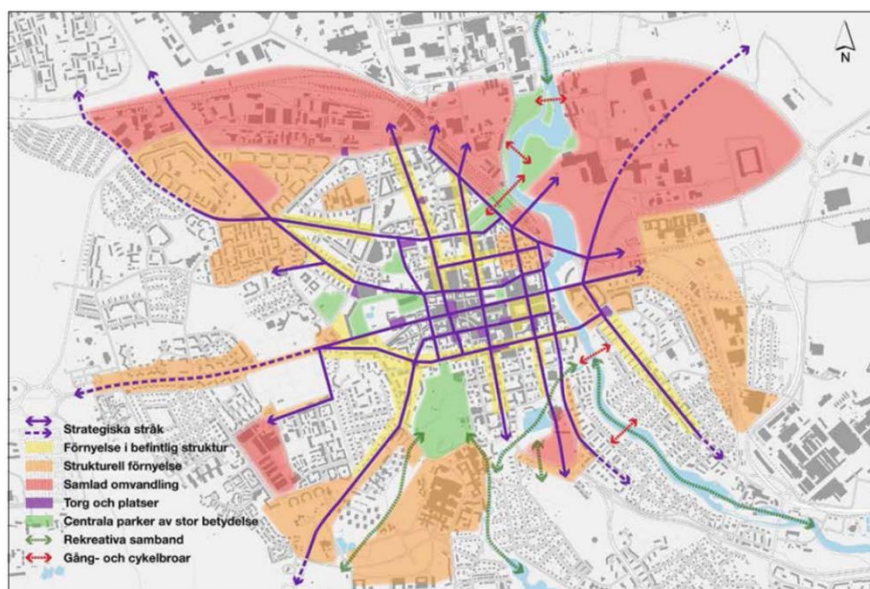 N
Strategiska stråk
Förnyelse i befintlig struktur
Strukturell förnyelse
Samlad omvandling
Torg och platser
Centrala parker av stor betydelse
Rekreativa samband
Gång- och cykelbroar